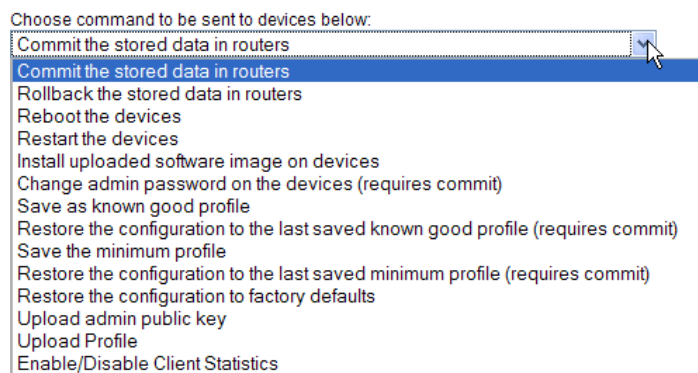 Choose command to be sent to devices below:
Commit the stored data in routers
Commit the stored data in routers
Rollback the stored data in routers
Reboot the devices
Restart the devices
Install uploaded software image on devices
Change admin password on the devices (requires commit)
Save as known good profile
Restore the configuration to the last saved known good profile (requires commit)
Save the minimum profile
Restore the configuration to the last saved minimum profile (requires commit)
Restore the configuration to factory defaults
Upload admin public key
Upload Profile
Enable/Disable Client Statistics